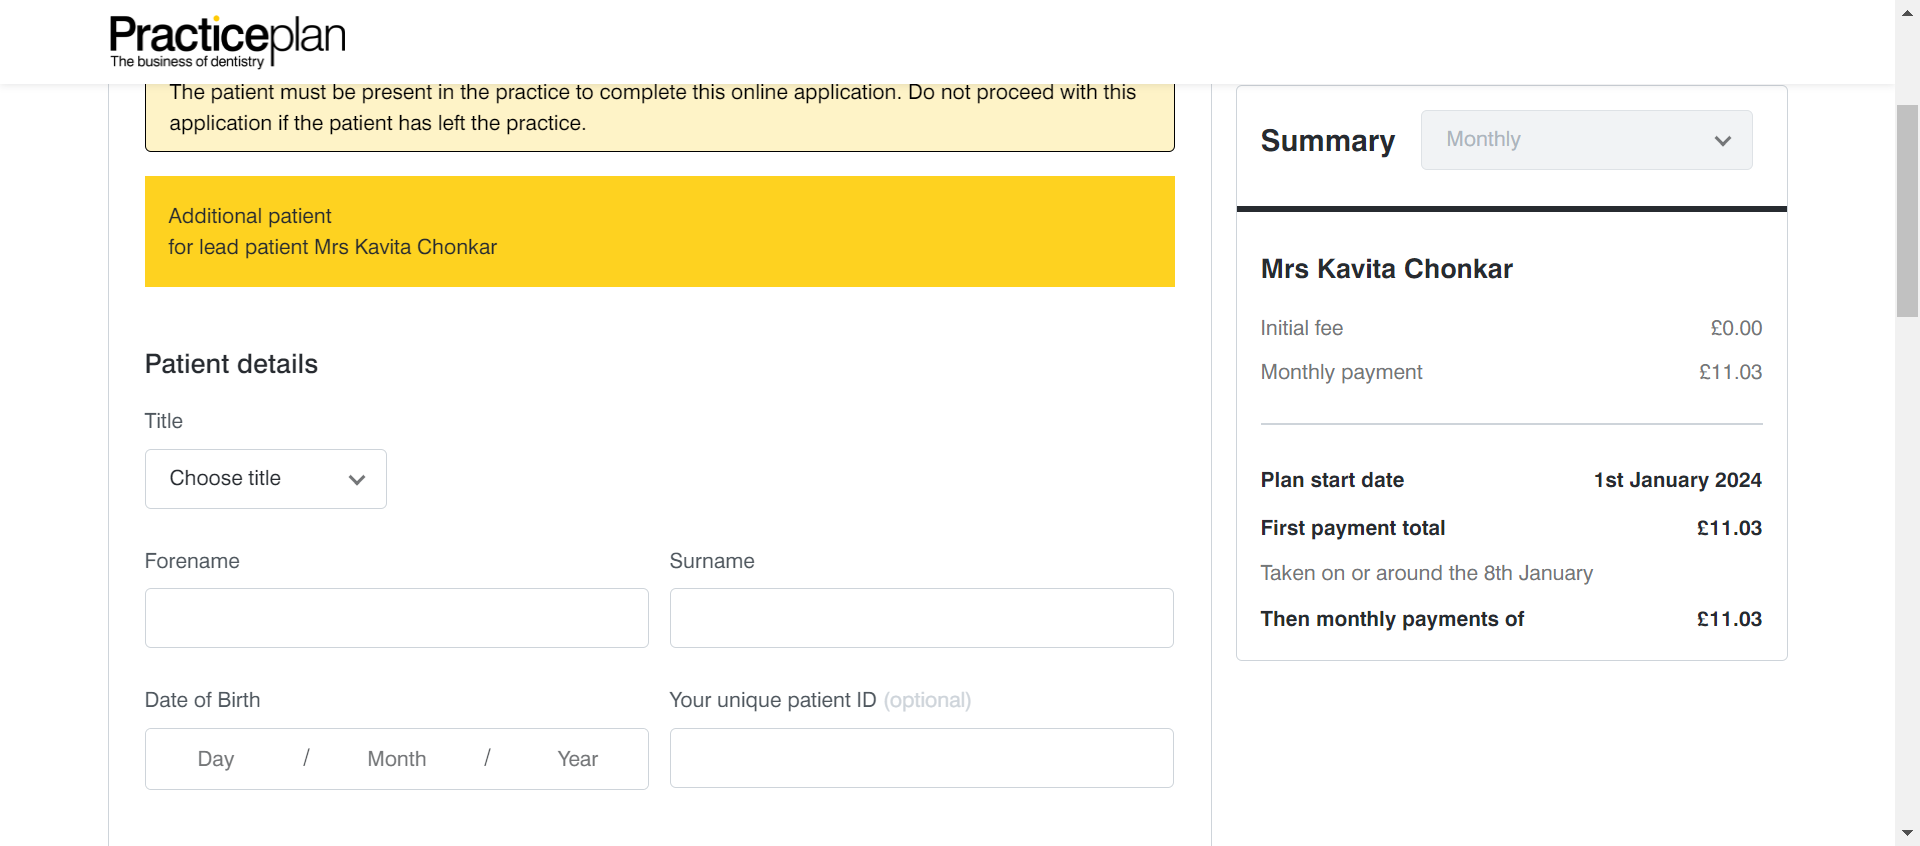 Practiceplan
The business of dentistry
The patient must be present in the practice to complete this online application. Do not proceed with this
application if the patient has left the practice.
Additional patient
for lead patient Mrs Kavita Chonkar
Patient details
Title
Choose title
Forename
Surname
Date of Birth
Your unique patient ID (optional)
Day / Month / Year
Summary
Monthly
Mrs Kavita Chonkar
Initial fee £0.00
Monthly payment £11.03
Plan start date 1st January 2024
First payment total £11.03
Taken on or around the 8th January
Then monthly payments of £11.03